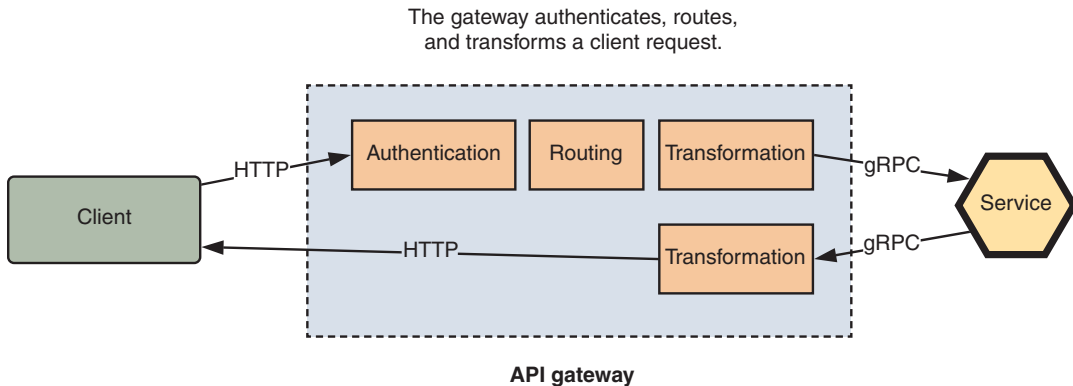 The gateway authenticates, routes,
and transforms a client request.
HTTP
Authentication
Routing
Transformation
gRPC
Client
Service
HTTP
Transformation
gRPC
API gateway